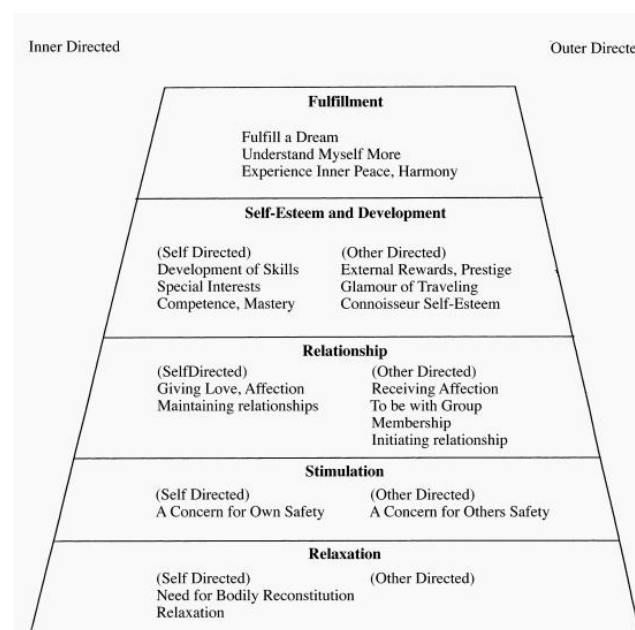 Inner Directed
Outer Directe
Fulfillment
Fulfill a Dream
Understand Myself More
Experience Inner Peace, Harmony
Self-Esteem and Development
(Self Directed)
Development of Skills
Special Interests
Competence, Mastery
(Other Directed)
External Rewards, Prestige
Glamour of Traveling
Connoisseur Self-Esteem
Relationship
(SelfDirected)
Giving Love, Affection
Maintaining relationships
(Other Directed)
Receiving Affection
To be with Group
Membership
Initiating relationship
Stimulation
(Self Directed)
A Concern for Own Safety
(Other Directed)
A Concern for Others Safety
Relaxation
(Self Directed)
Need for Bodily Reconstitution
Relaxation
(Other Directed)